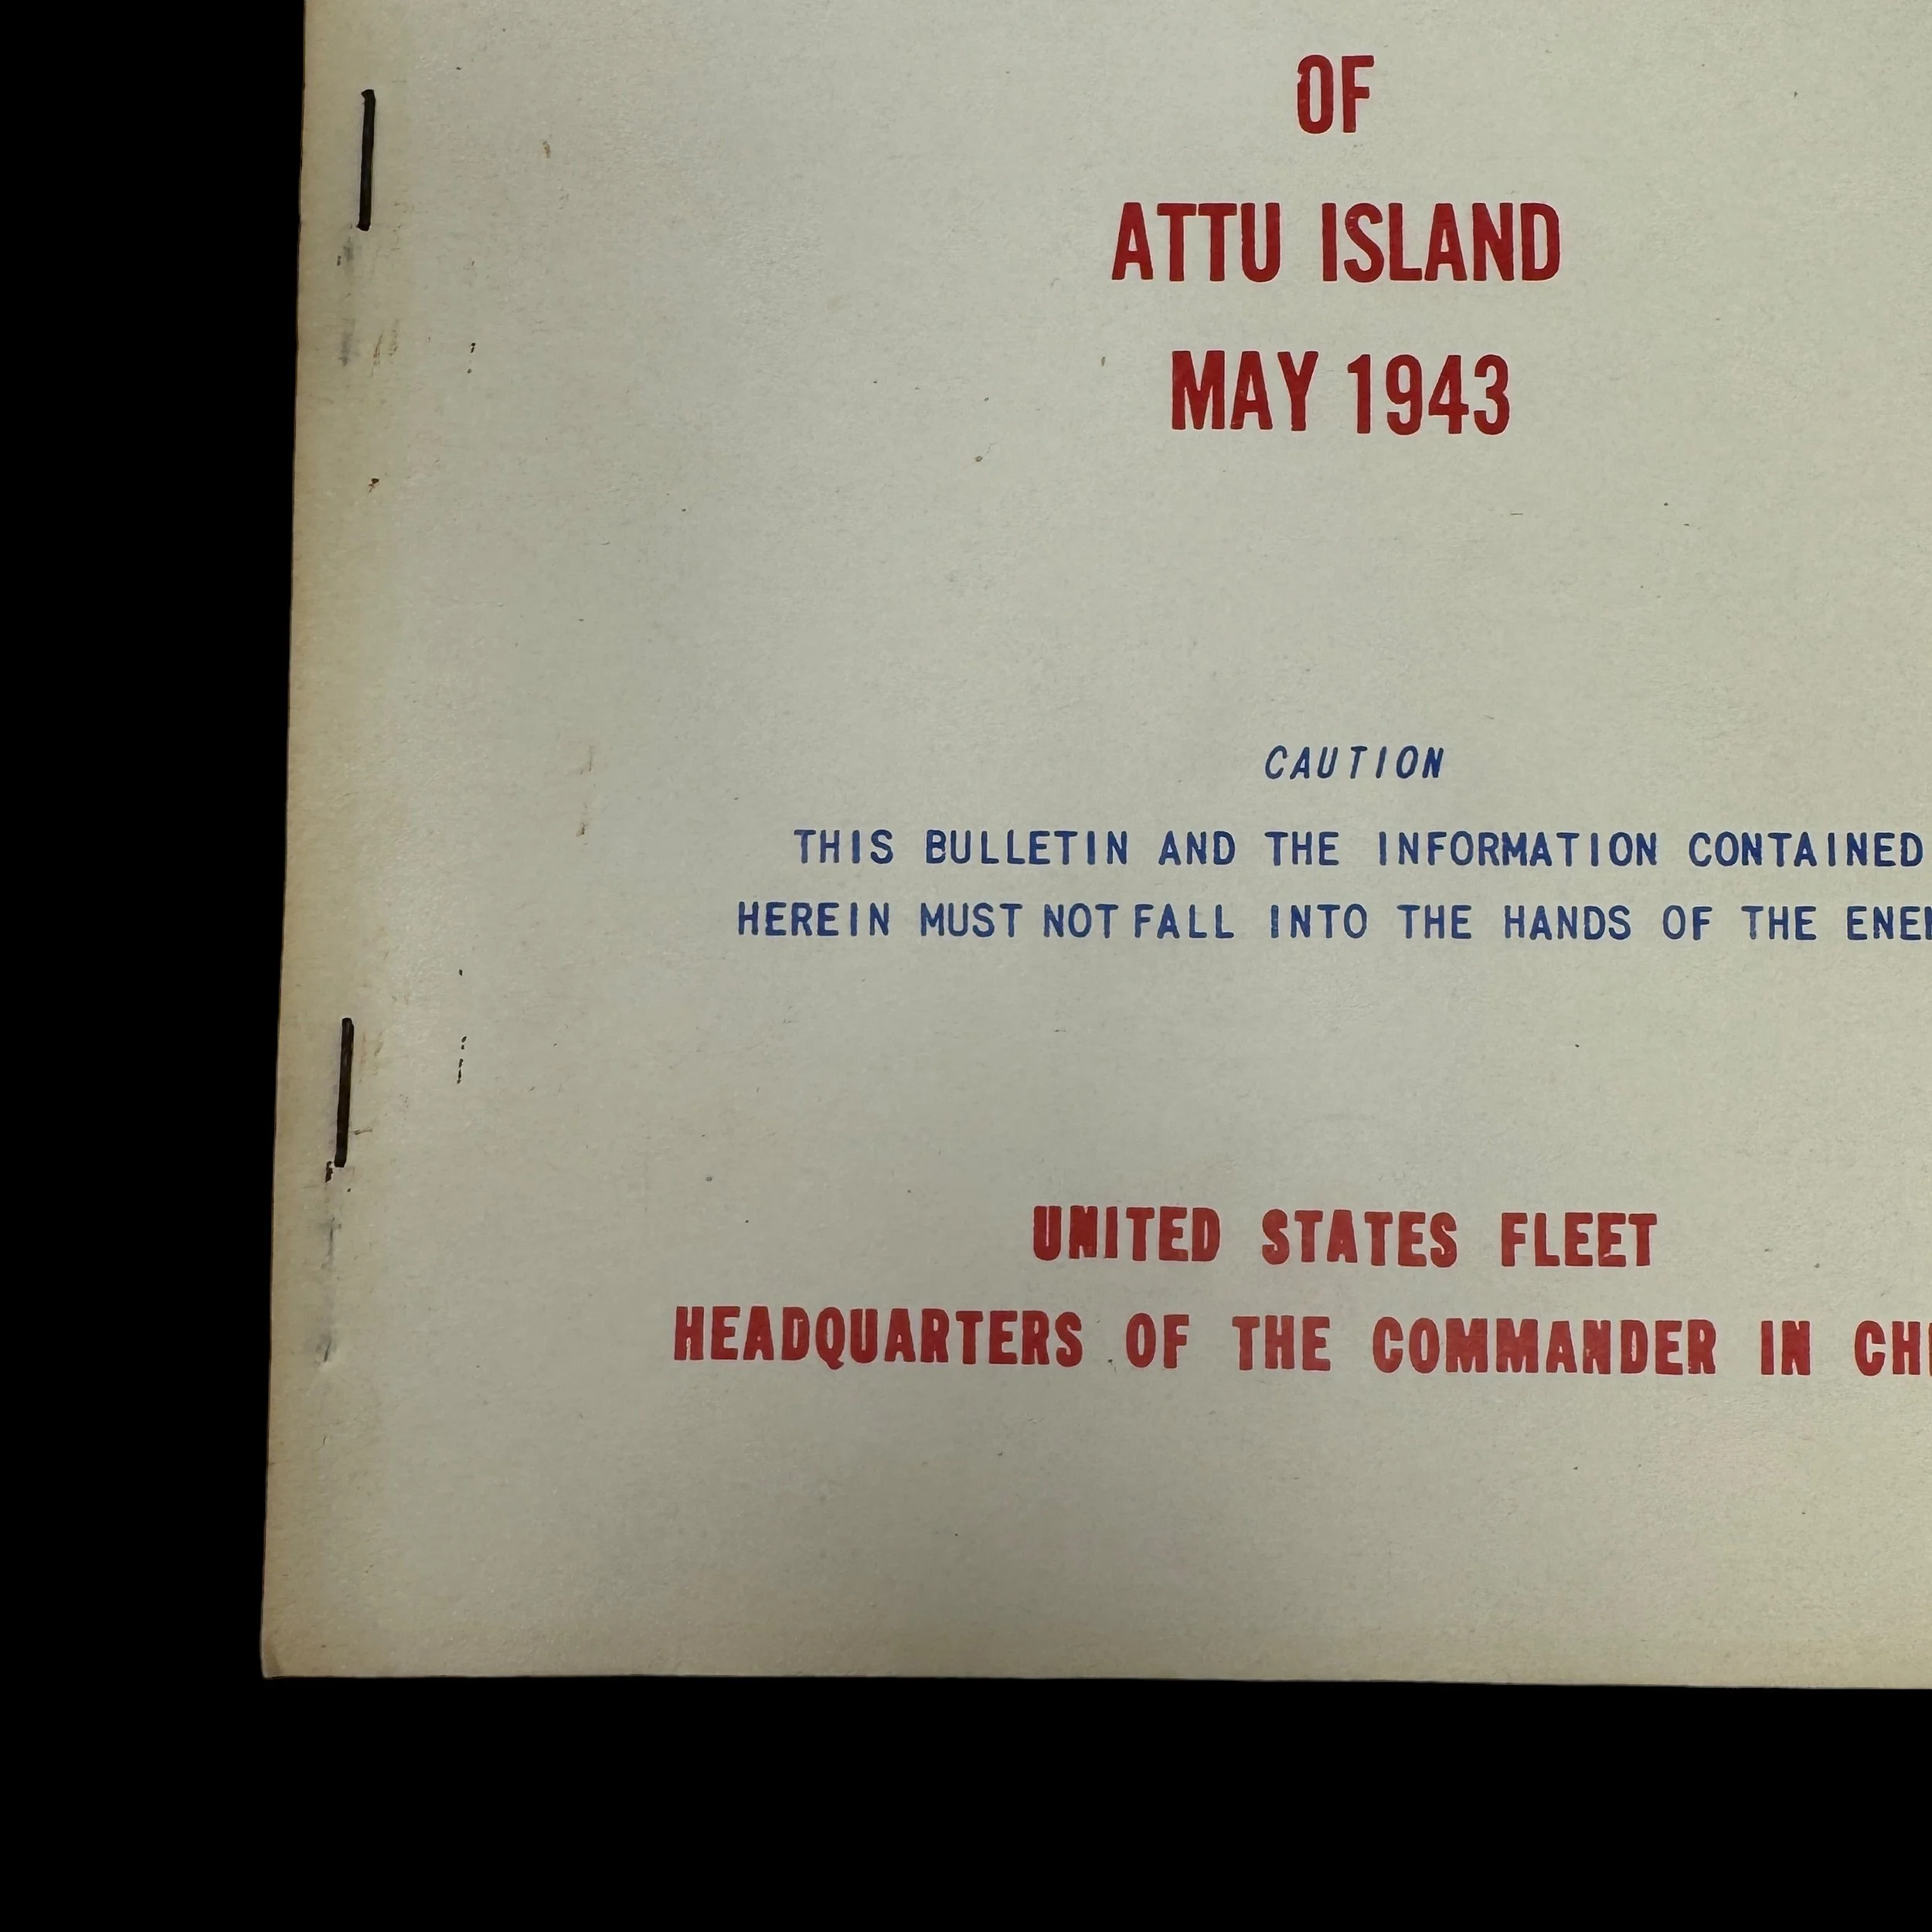 OF
ATTU ISLAND
MAY 1943
CAUTION
THIS BULLETIN AND THE INFORMATION CONTAINED
HEREIN MUST NOT FALL INTO THE HANDS OF THE
UNITED STATES FLEET
HEADQUARTERS OF THE COMMANDER IN